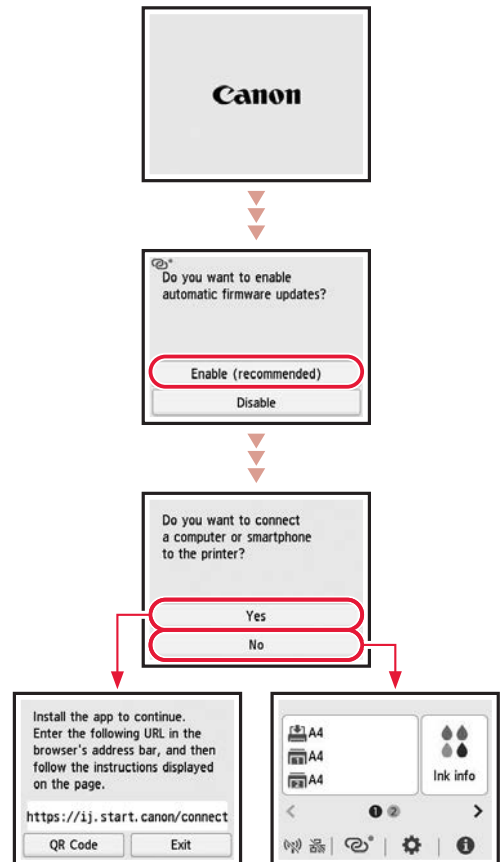 Canon
Do you want to enable
automatic firmware updates?
Enable (recommended)
Disable
Do you want to connect
a computer or smartphone
to the printer?
Yes
No
Install the app to continue.
Enter the following URL in the
browser's address bar, and then
follow the instructions displayed
on the page.
https://ij.start.canon/connect
QR Code
Exit
A4
A4
A4
Ink info
< 1 2 >